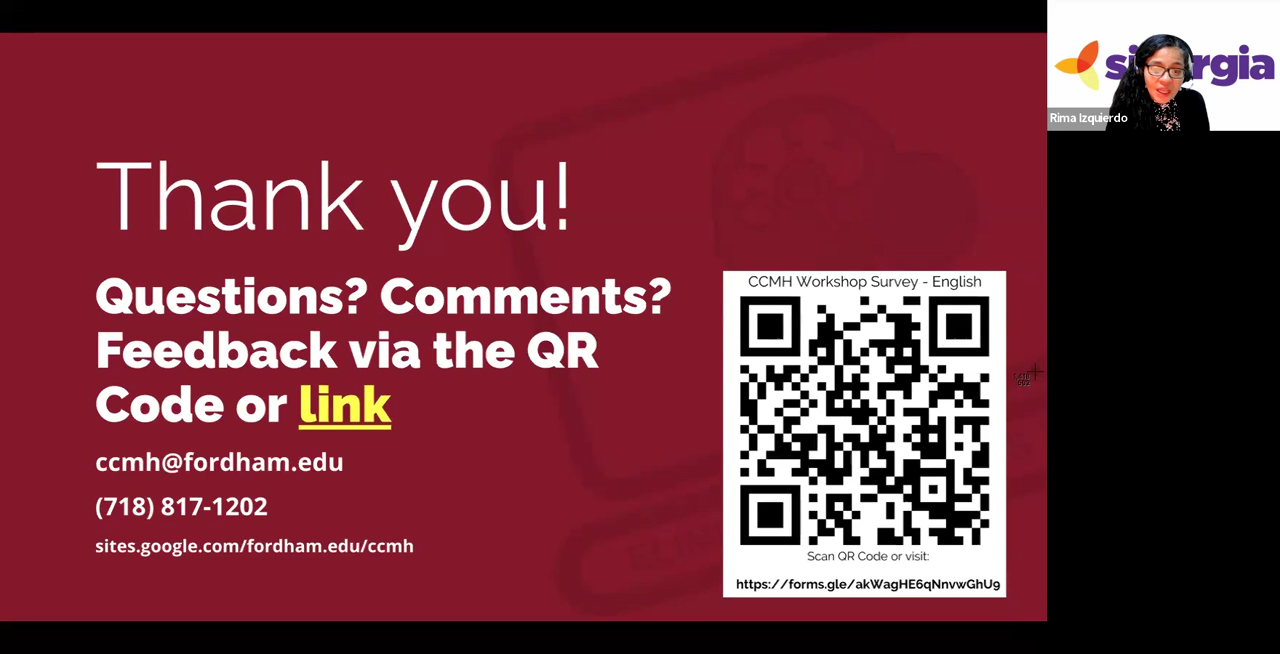 Thank you!
Questions? Comments?
Feedback via the QR
Code or link
ccmh@fordham.edu
(718) 817-1202
sites.google.com/fordham.edu/ccmh
CCMH Workshop Survey - English
Scan QR Code or visit:
https://forms.gle/akWagHE6qNnvwGhU9
Rima Izquierdo